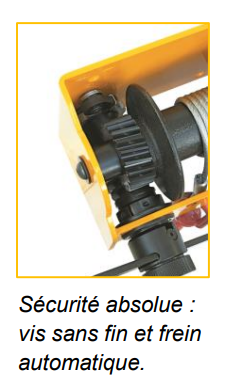 Sécurité absolue :
vis sans fin et frein
automatique.